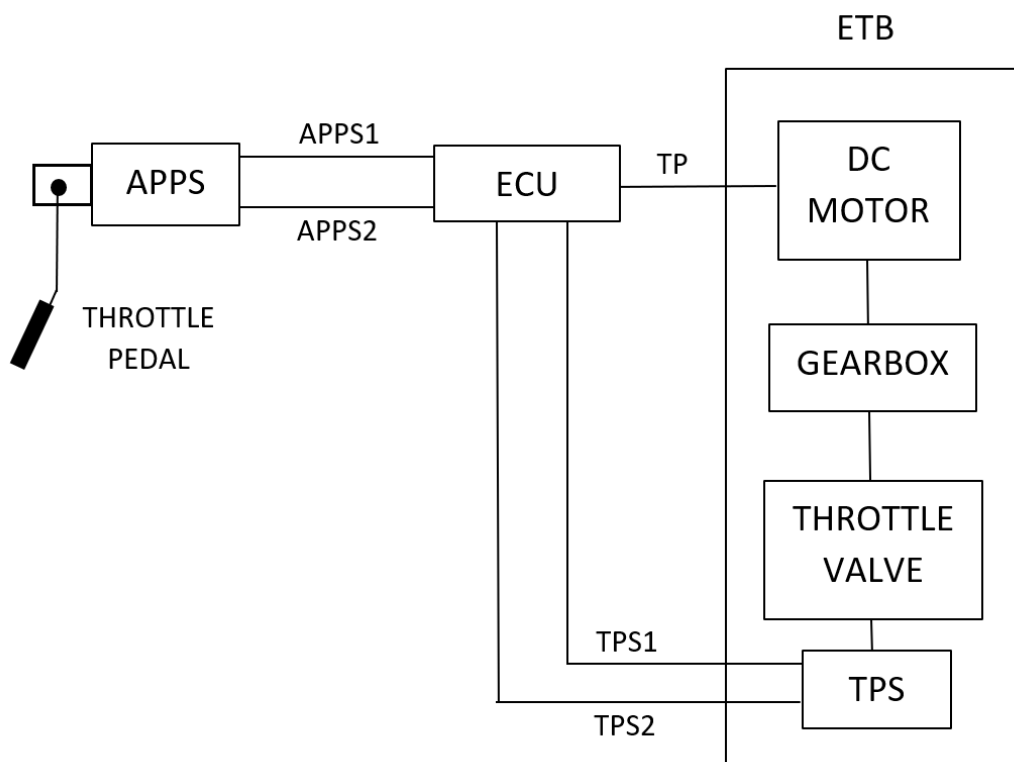 ETB
APPS1
APPS
ECU
TP
DC
MOTOR
APPS2
THROTTLE
PEDAL
GEARBOX
THROTTLE
VALVE
TPS1
TPS
TPS2